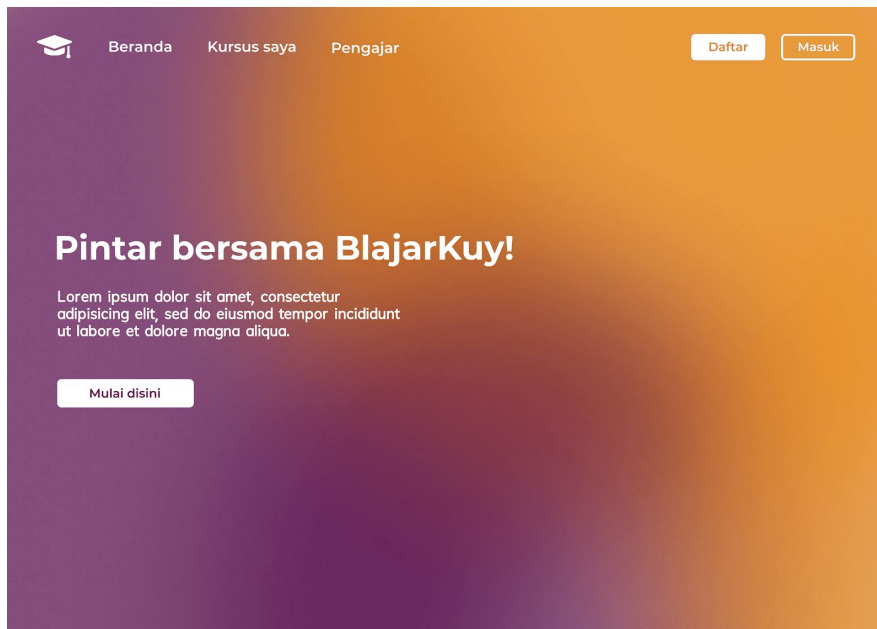 Beranda
Kursus saya
Pengajar
Daftar
Masuk
Pintar bersama BlajarKuy!
Lorem ipsum dolor sit amet, consectetur
adipisicing elit, sed do eiusmod tempor incididunt
ut labore et dolore magna aliqua.
Mulai disini